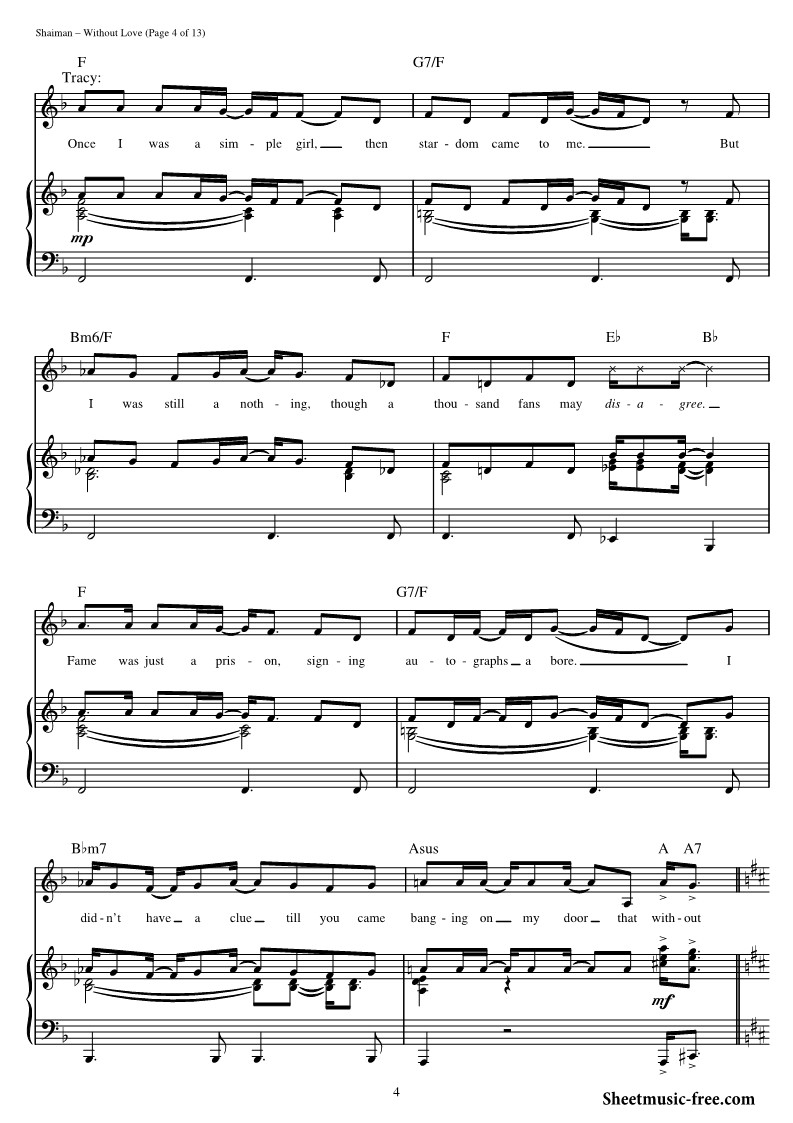 Shaiman – Without Love (Page 4 of 13)
F G7/F
Tracy:
Once I was a sim - ple girl, then star - dom came to me. But
mp
Bm6/F F E♭ B♭
I was still a noth - ing, though a thou - sand fans may dis - a - gree.
F G7/F
Fame was just a pris - on, sign - ing au - to - graphs a bore. I
B♭m7 Asus A A7
did - n't have a clue till you came bang - ing on my door that with - out
mf
4
Sheetmusic-free.com